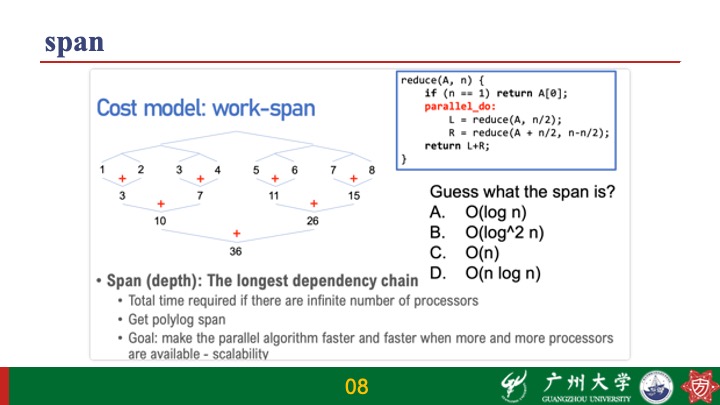 span
Cost model: work-span
1 2 3 4 5 6 7 8
+ + + +
3 7 11 15
+ +
10 26
+
36
reduce(A, n) {
if (n == 1) return A[0];
parallel_do:
L = reduce(A, n/2);
R = reduce(A + n/2, n-n/2);
return L+R;
}
Guess what the span is?
A. O(log n)
B. O(log^2 n)
C. O(n)
D. O(n log n)
• Span (depth): The longest dependency chain
• Total time required if there are infinite number of processors
• Get polylog span
• Goal: make the parallel algorithm faster and faster when more and more processors
are available - scalability
08
广州大学
GUANGZHOU UNIVERSITY